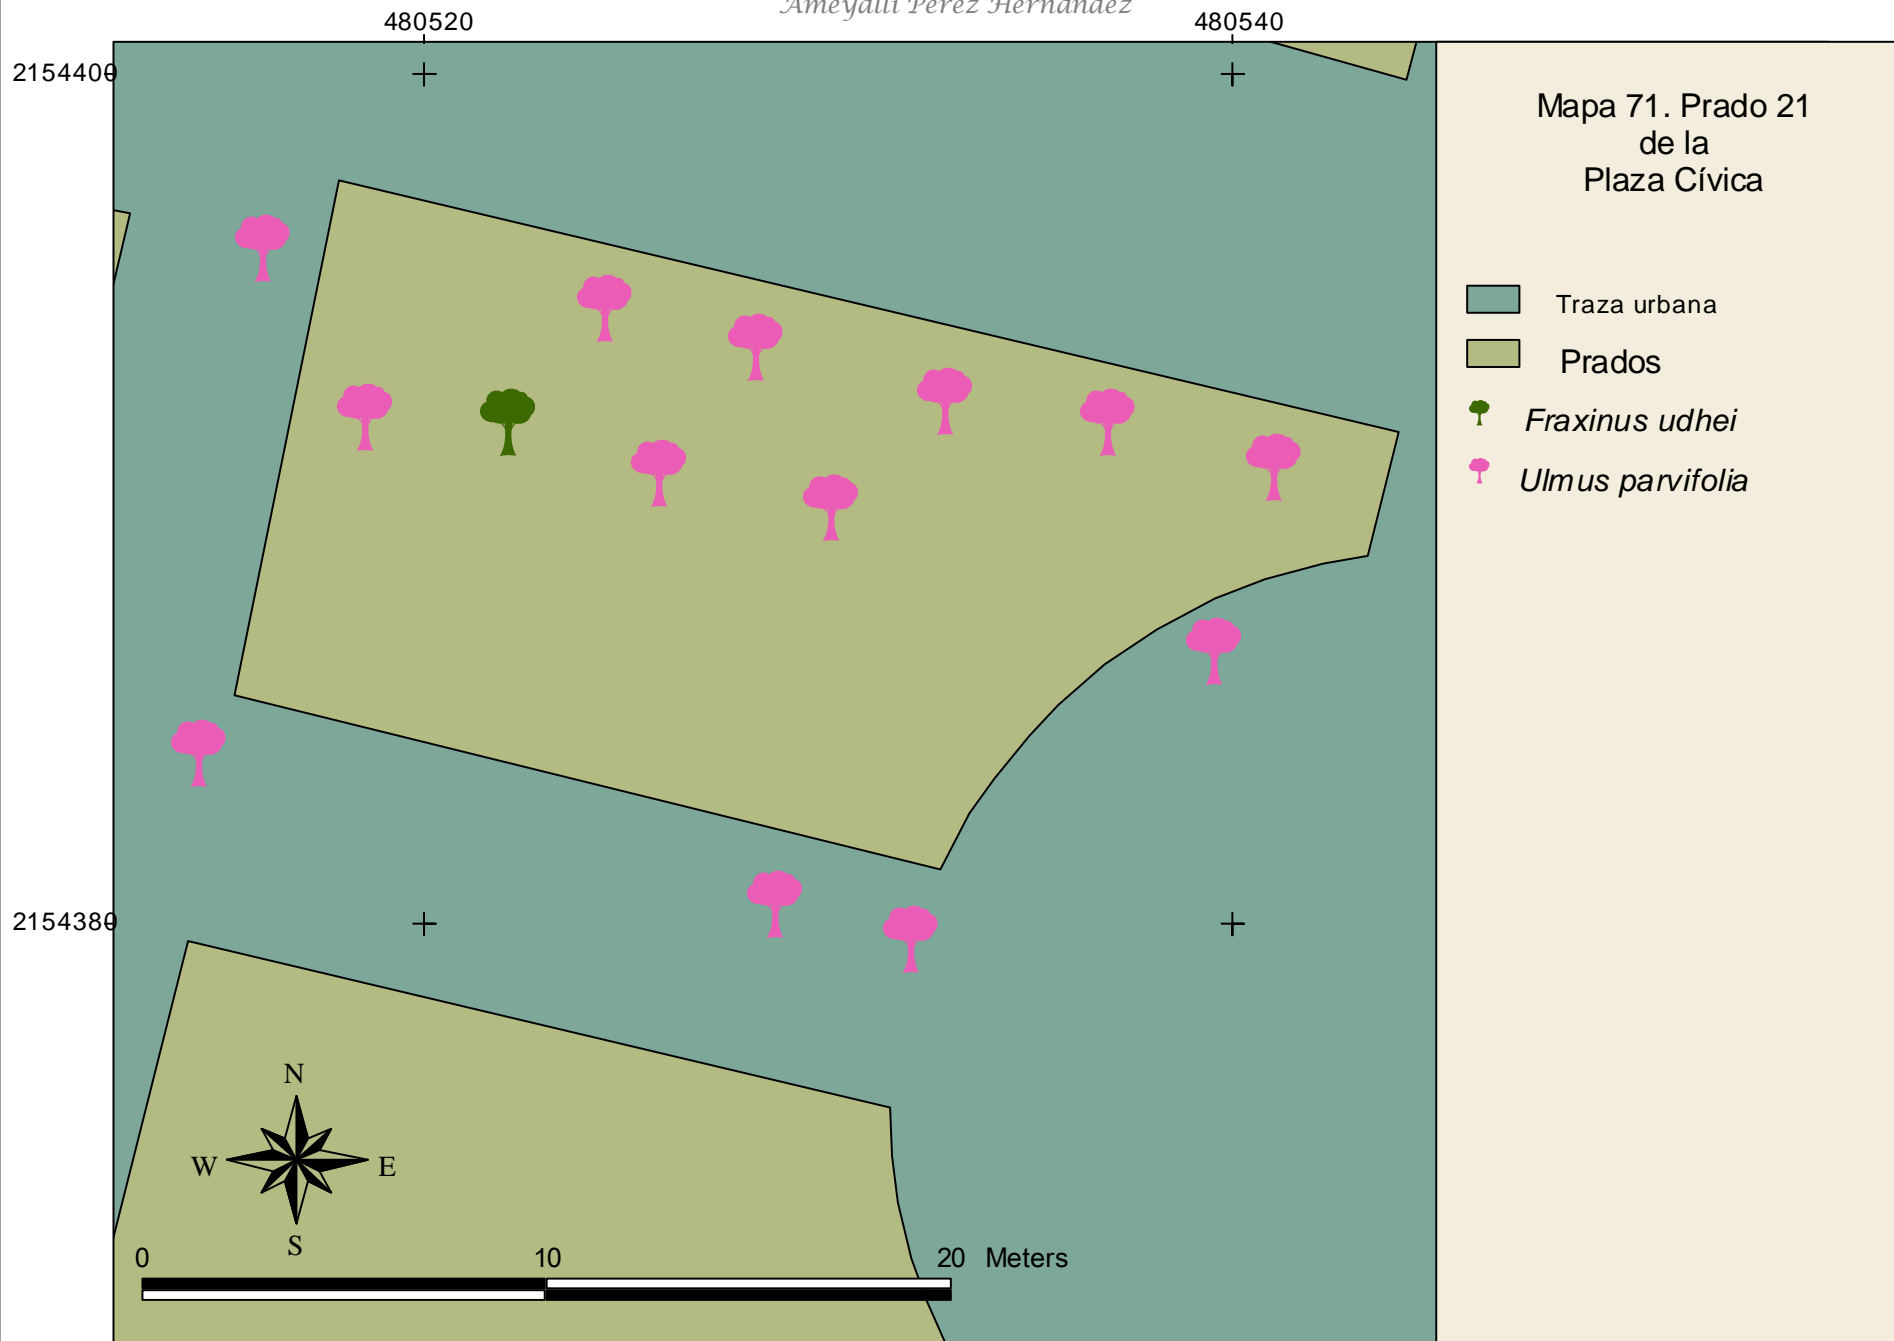 Ameyalli Pérez Hernández
480520 480540
2154400
2154380
Mapa 71. Prado 21
de la
Plaza Cívica
Traza urbana
Prados
Fraxinus udhei
Ulmus parvifolia
N
W E
S
0 10 20 Meters